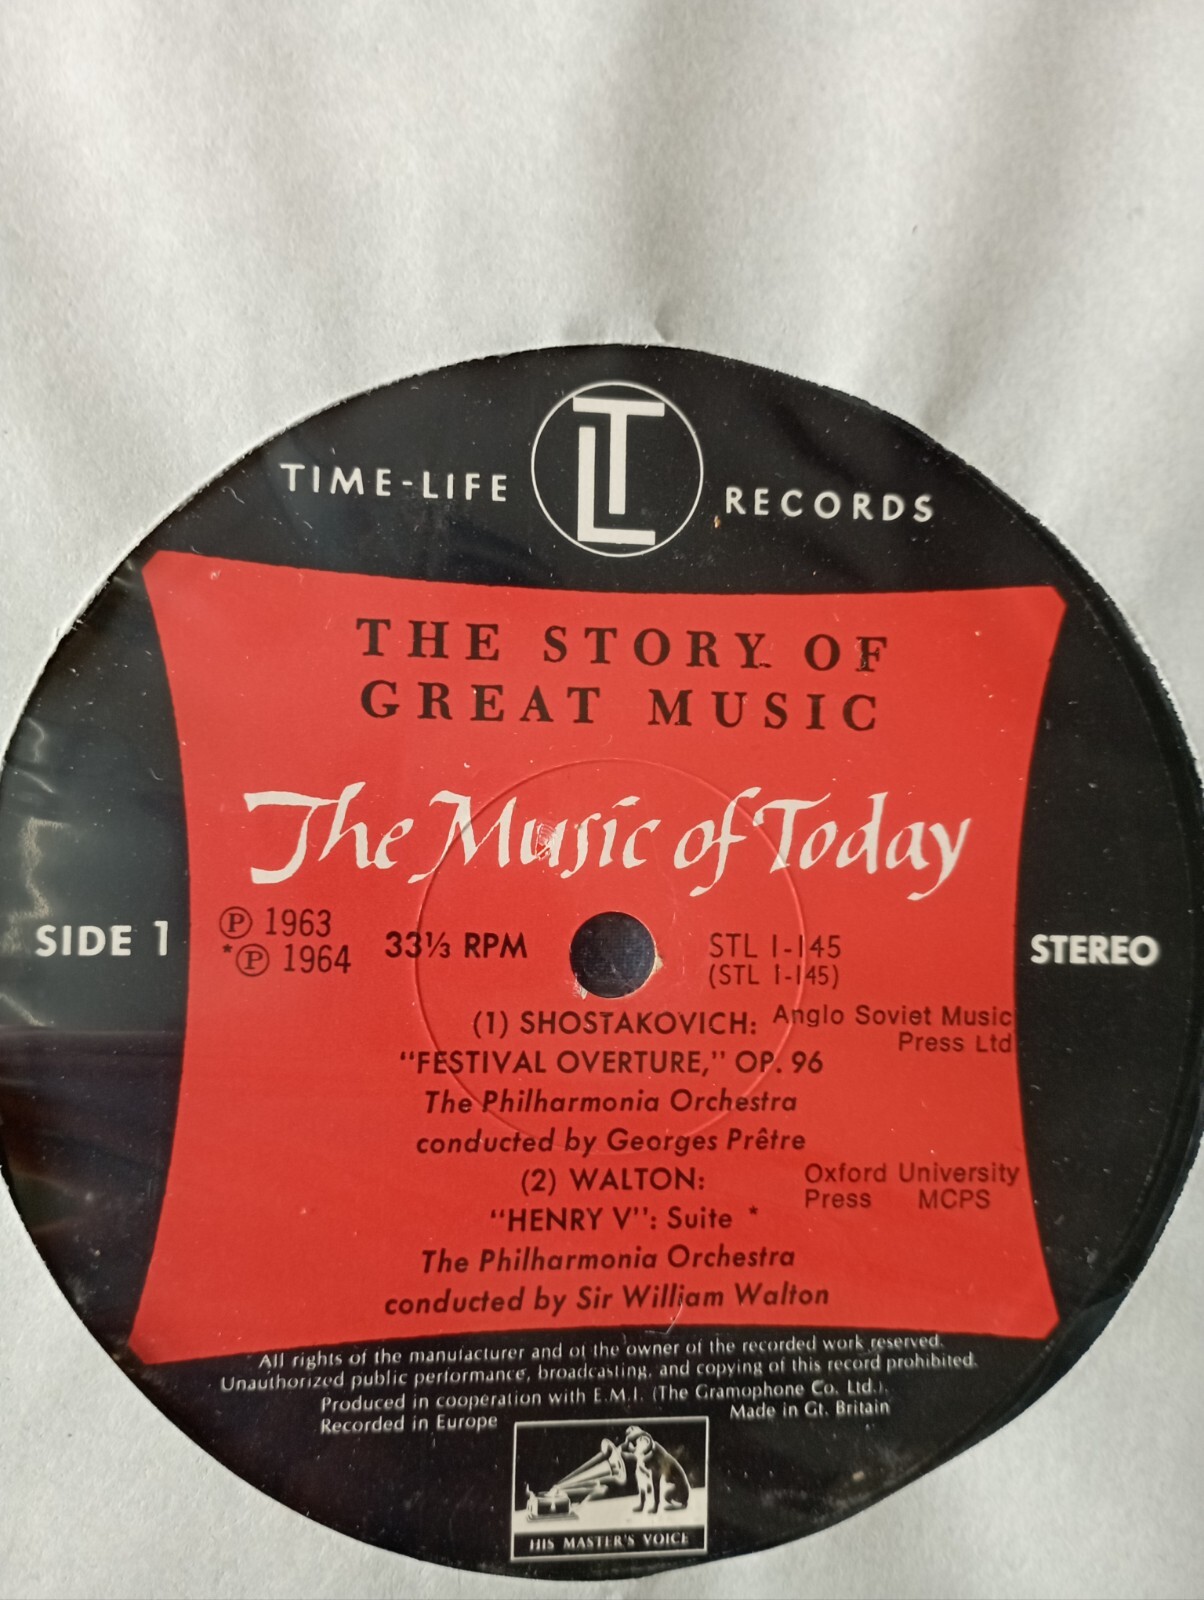 TIME-LIFE TL RECORDS
THE STORY OF
GREAT MUSIC
The Music of Today
SIDE 1
℗ 1963
*℗ 1964
33⅓ RPM
STL 1-145
(STL 1-145)
STEREO
(1) SHOSTAKOVICH: Anglo Soviet Music
Press Ltd
"FESTIVAL OVERTURE," OP. 96
The Philharmonia Orchestra
conducted by Georges Prêtre
(2) WALTON: Oxford University
Press MCPS
"HENRY V": Suite *
The Philharmonia Orchestra
conducted by Sir William Walton
All rights of the manufacturer and of the owner of the recorded work reserved.
Unauthorized public performance, broadcasting, and copying of this record prohibited.
Produced in cooperation with E.M.I. (The Gramophone Co. Ltd.).
Recorded in Europe Made in Gt. Britain
HIS MASTER'S VOICE